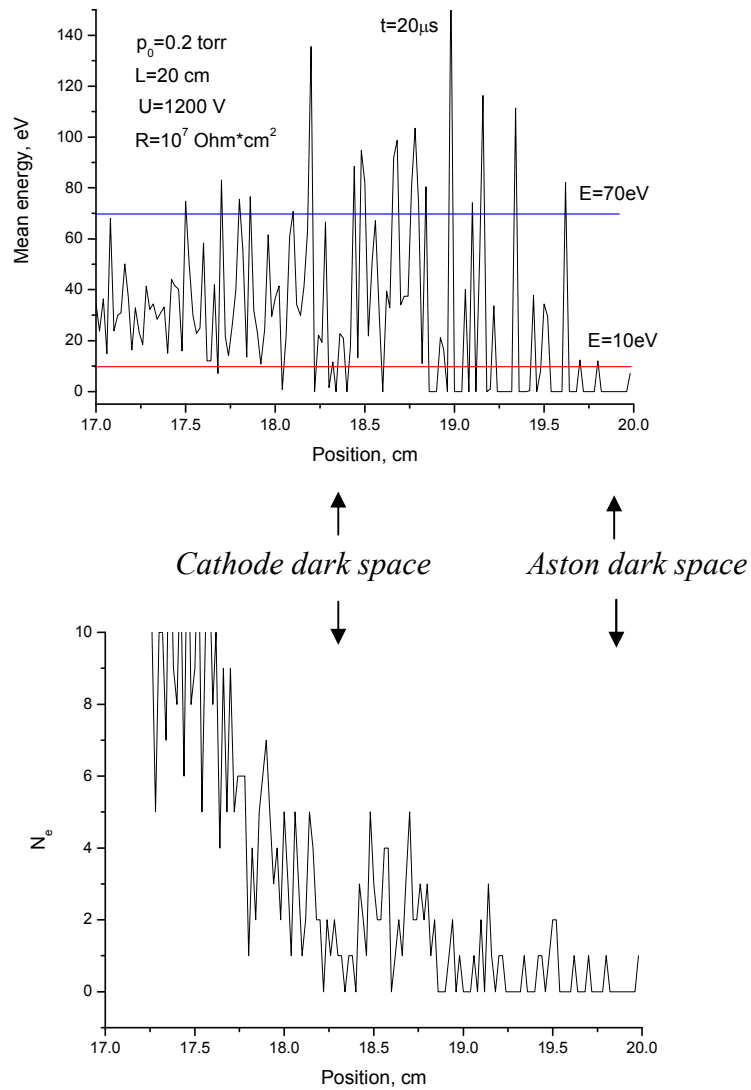 140
120
100
80
60
40
20
0
Mean energy, eV
p0=0.2 torr
L=20 cm
U=1200 V
R=10^7 Ohm*cm^2
t=20μs
E=70eV
E=10eV
17.0 17.5 18.0 18.5 19.0 19.5 20.0
Position, cm
Cathode dark space Aston dark space
10
8
6
4
2
0
Ne
17.0 17.5 18.0 18.5 19.0 19.5 20.0
Position, cm